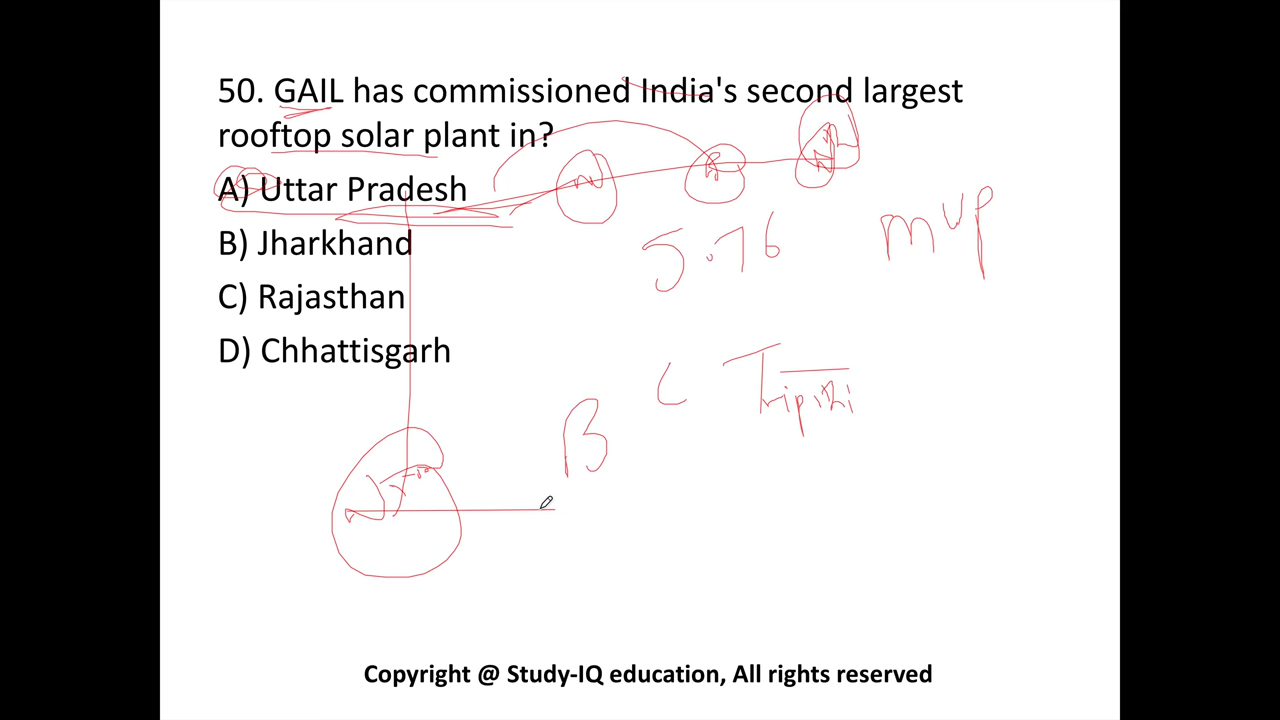 50. GAIL has commissioned India's second largest
rooftop solar plant in?
A) Uttar Pradesh
B) Jharkhand
C) Rajasthan
D) Chhattisgarh
5.76
B
C
Copyright @ Study-IQ education, All rights reserved